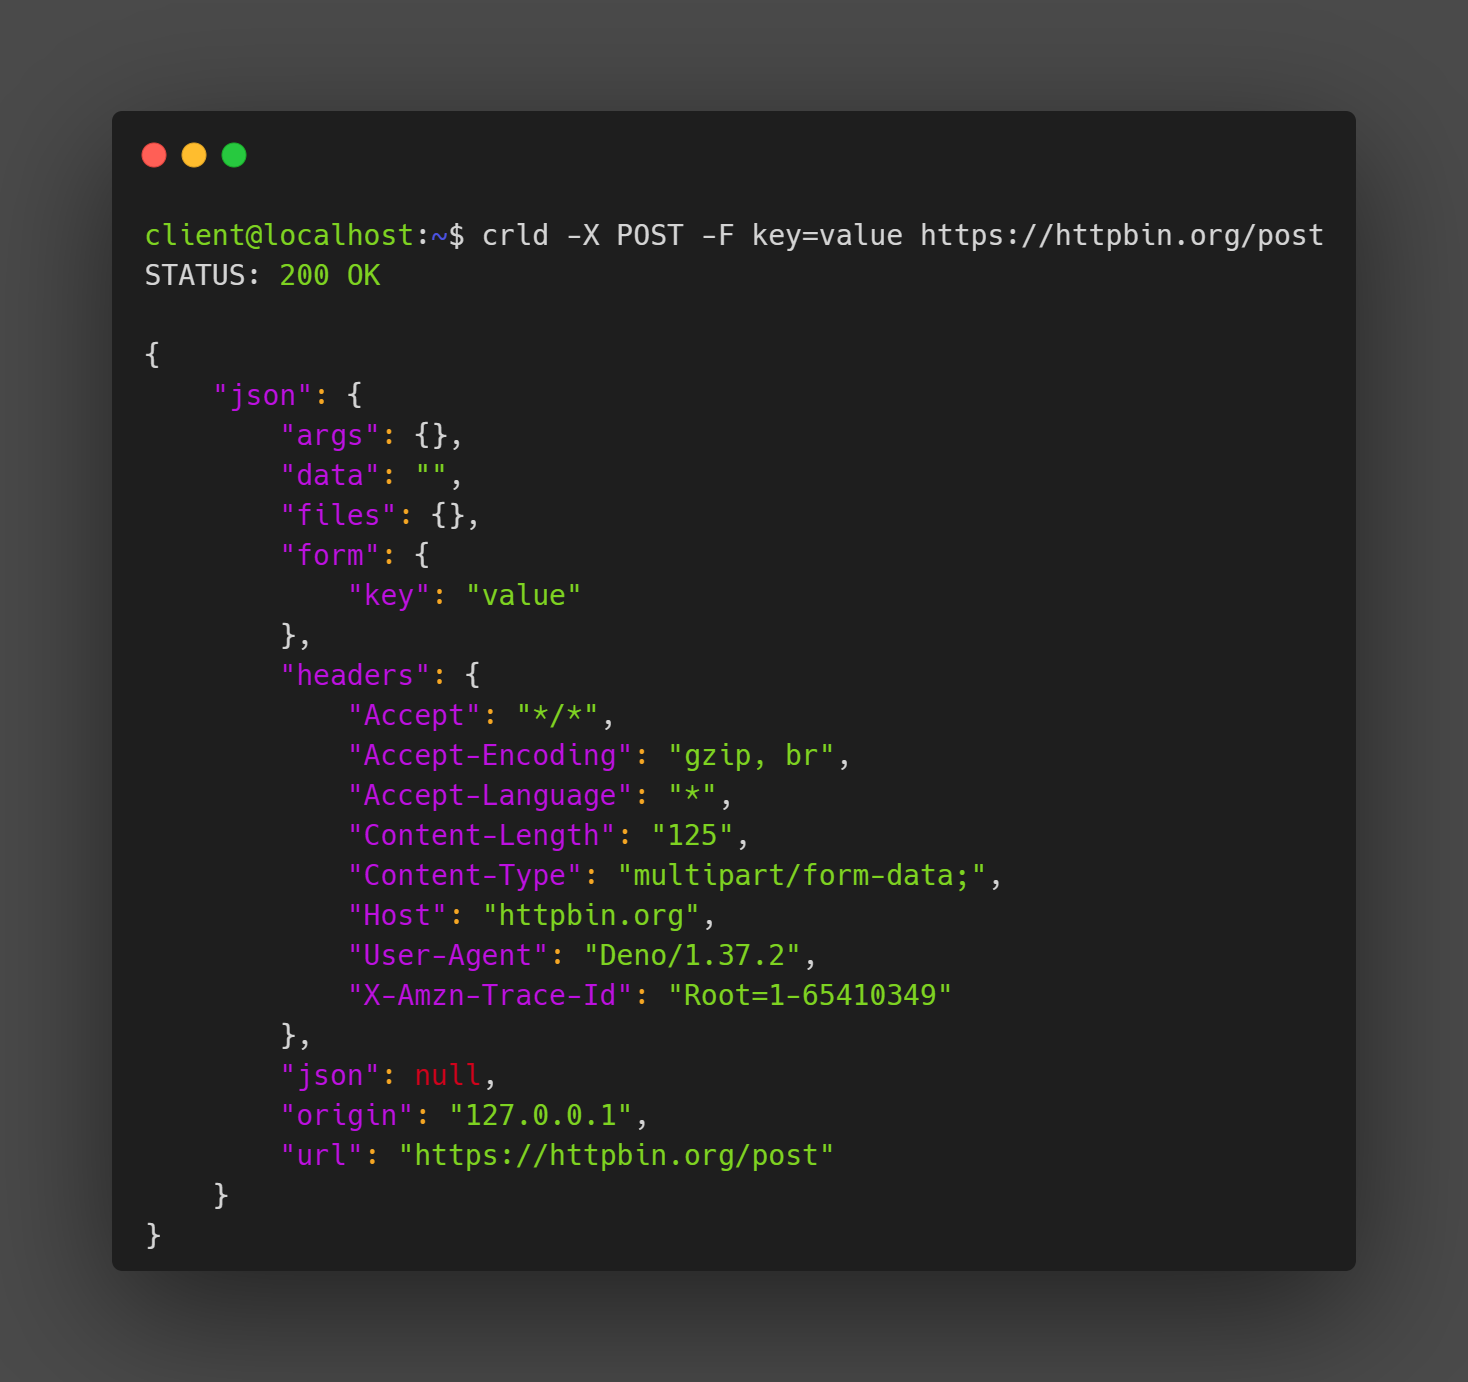 client@localhost:~$ crld -X POST -F key=value https://httpbin.org/post
STATUS: 200 OK

{
    "json": {
        "args": {},
        "data": "",
        "files": {},
        "form": {
            "key": "value"
        },
        "headers": {
            "Accept": "*/*",
            "Accept-Encoding": "gzip, br",
            "Accept-Language": "*",
            "Content-Length": "125",
            "Content-Type": "multipart/form-data;",
            "Host": "httpbin.org",
            "User-Agent": "Deno/1.37.2",
            "X-Amzn-Trace-Id": "Root=1-65410349"
        },
        "json": null,
        "origin": "127.0.0.1",
        "url": "https://httpbin.org/post"
    }
}